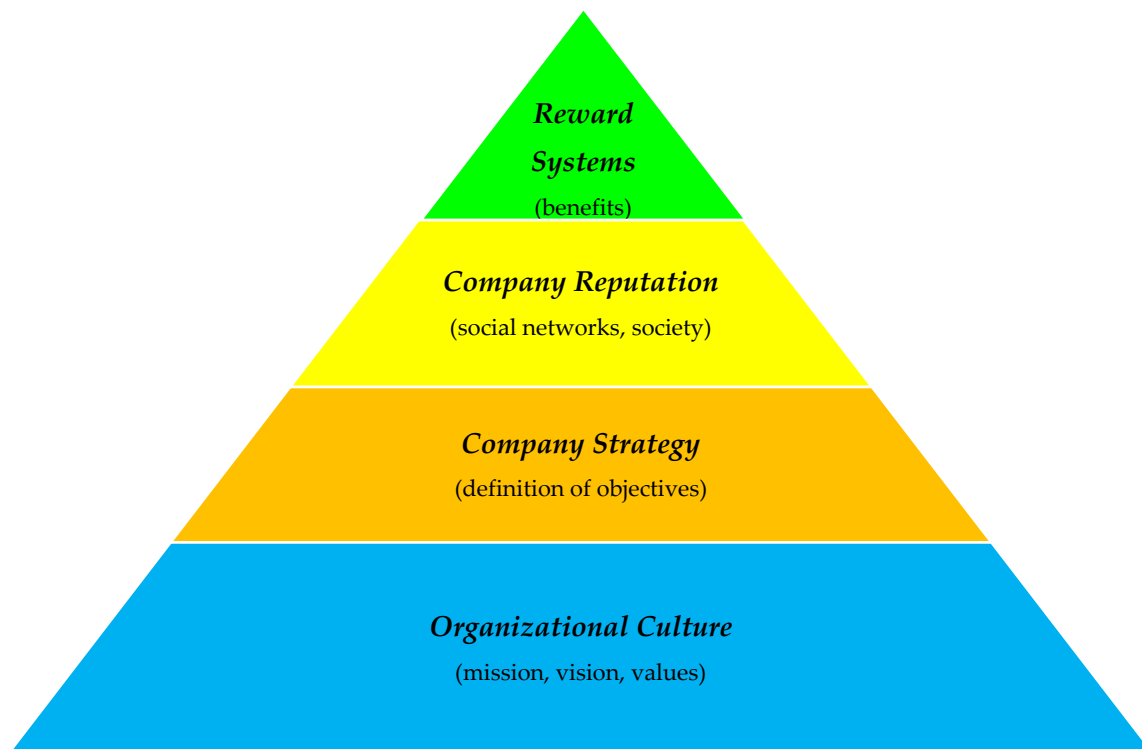 Reward
Systems
(benefits)
Company Reputation
(social networks, society)
Company Strategy
(definition of objectives)
Organizational Culture
(mission, vision, values)